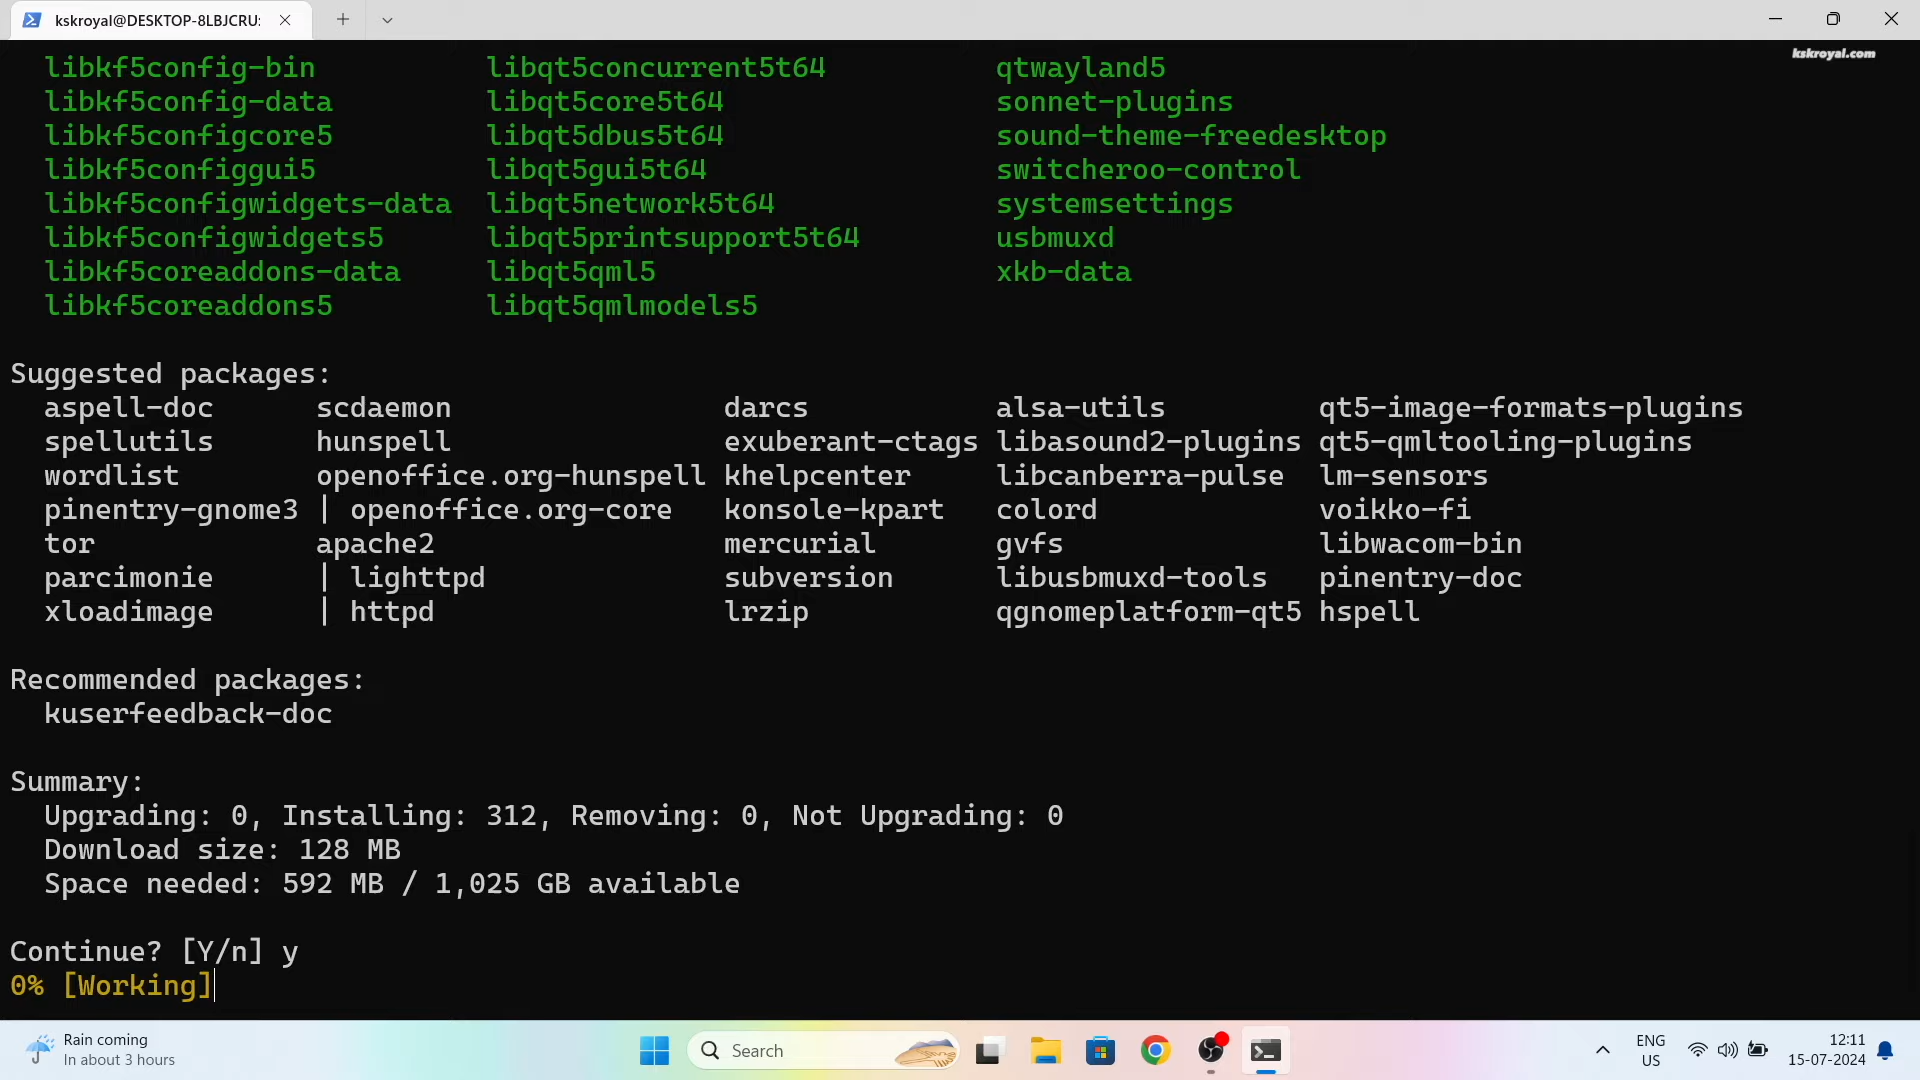 kskroyal@DESKTOP-8LBJCRU:
kskroyal.com
libkf5config-bin libqt5concurrent5t64 qtwayland5
libkf5config-data libqt5core5t64 sonnet-plugins
libkf5configcore5 libqt5dbus5t64 sound-theme-freedesktop
libkf5configgui5 libqt5gui5t64 switcheroo-control
libkf5configwidgets-data libqt5network5t64 systemsettings
libkf5configwidgets5 libqt5printsupport5t64 usbmuxd
libkf5coreaddons-data libqt5qml5 xkb-data
libkf5coreaddons5 libqt5qmlmodels5
Suggested packages:
aspell-doc scdaemon darcs alsa-utils qt5-image-formats-plugins
spellutils hunspell exuberant-ctags libasound2-plugins qt5-qmltooling-plugins
wordlist openoffice.org-hunspell khelpcenter libcanberra-pulse lm-sensors
pinentry-gnome3 | openoffice.org-core konsole-kpart colord voikko-fi
tor apache2 mercurial gvfs libwacom-bin
parcimonie | lighttpd subversion libusbmuxd-tools pinentry-doc
xloadimage | httpd lrzip qgnomeplatform-qt5 hspell
Recommended packages:
kuserfeedback-doc
Summary:
Upgrading: 0, Installing: 312, Removing: 0, Not Upgrading: 0
Download size: 128 MB
Space needed: 592 MB / 1,025 GB available
Continue? [Y/n] y
0% [Working]
Rain coming
In about 3 hours
Search
ENG
US
12:11
15-07-2024